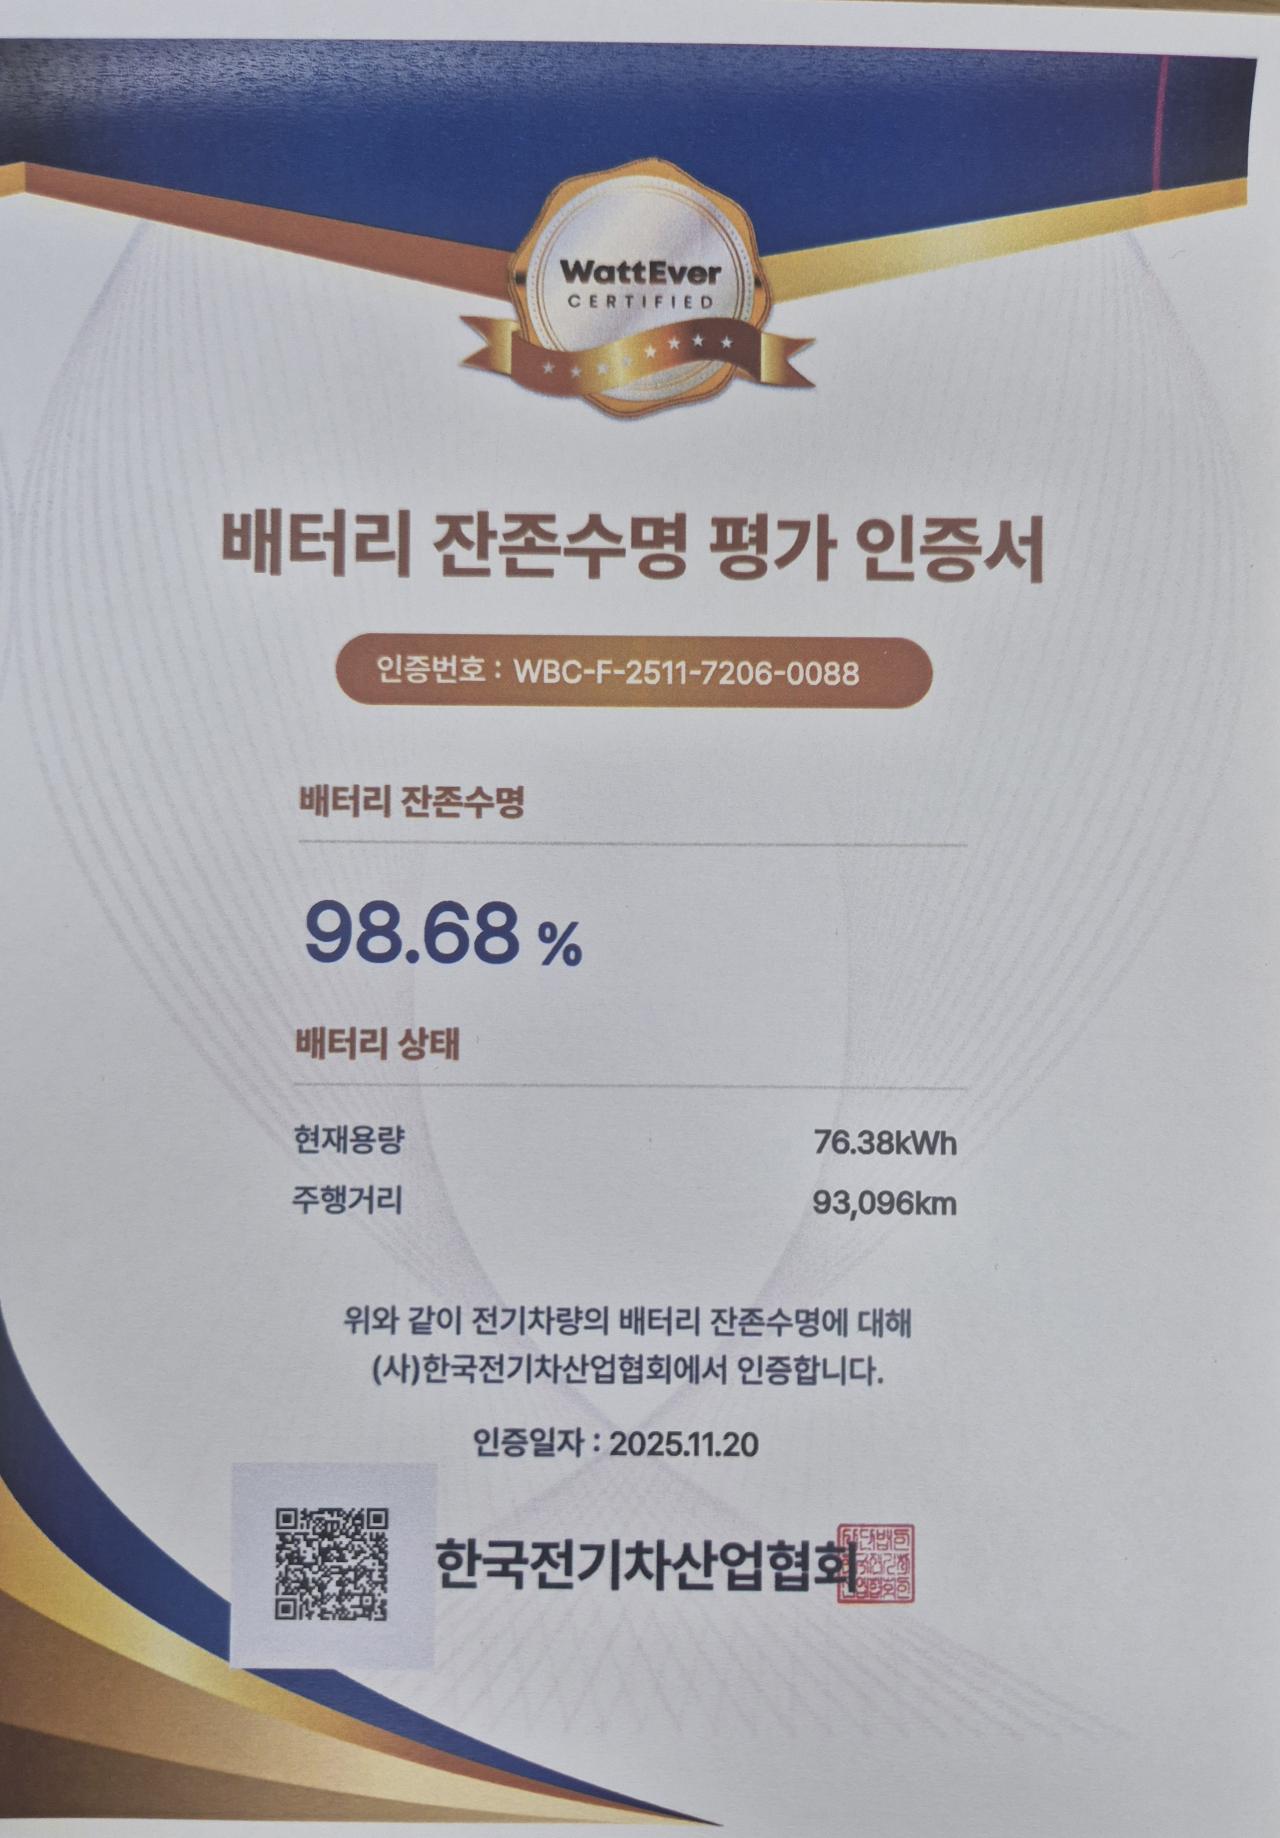 WattEver
CERTIFIED
배터리 잔존수명 평가 인증서
인증번호 : WBC-F-2511-7206-0088
배터리 잔존수명
98.68 %
배터리 상태
현재용량 76.38kWh
주행거리 93,096km
위와 같이 전기차량의 배터리 잔존수명에 대해
(사)한국전기차산업협회에서 인증합니다.
인증일자 : 2025.11.20
한국전기차산업협회